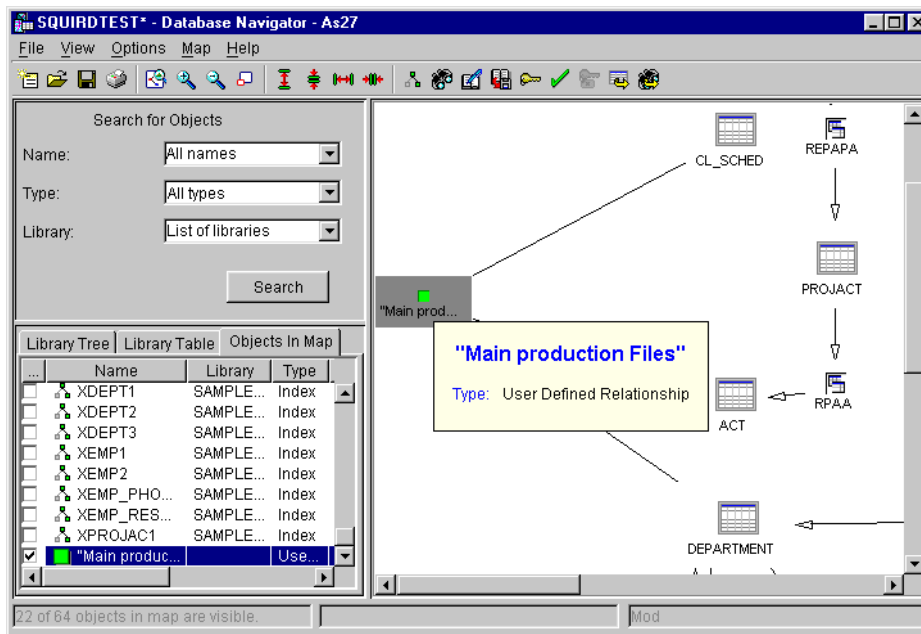 SQUIRDTEST* - Database Navigator - As27
File View Options Map Help
Search for Objects
Name: All names
Type: All types
Library: List of libraries
Search
Library Tree Library Table Objects In Map
... Name Library Type
XDEPT1 SAMPLE... Index
XDEPT2 SAMPLE... Index
XDEPT3 SAMPLE... Index
XEMP1 SAMPLE... Index
XEMP2 SAMPLE... Index
XEMP_PHO... SAMPLE... Index
XEMP_RES... SAMPLE... Index
XPROJAC1 SAMPLE... Index
"Main produc... Use...
CL_SCHED
REPAPA
PROJACT
"Main prod...
"Main production Files"
Type: User Defined Relationship
ACT
RPAA
DEPARTMENT
22 of 64 objects in map are visible.
Mod